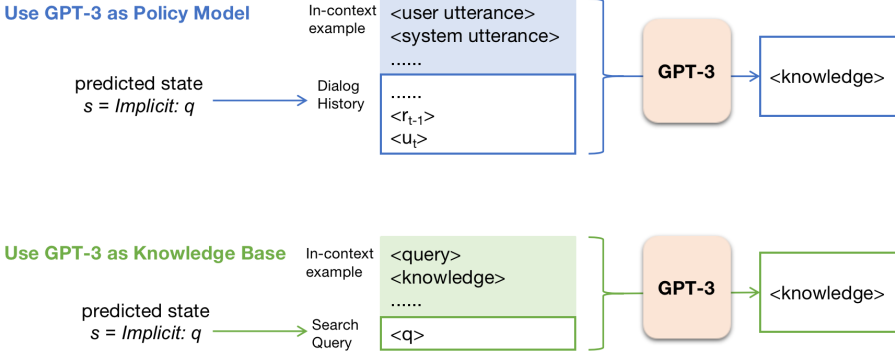 Use GPT-3 as Policy Model
In-context
example
<user utterance>
<system utterance>
......
predicted state
s = Implicit: q
Dialog
History
......
<r_{t-1}>
<u_t>
GPT-3
<knowledge>
Use GPT-3 as Knowledge Base
In-context
example
<query>
<knowledge>
......
predicted state
s = Implicit: q
Search
Query
<q>
GPT-3
<knowledge>